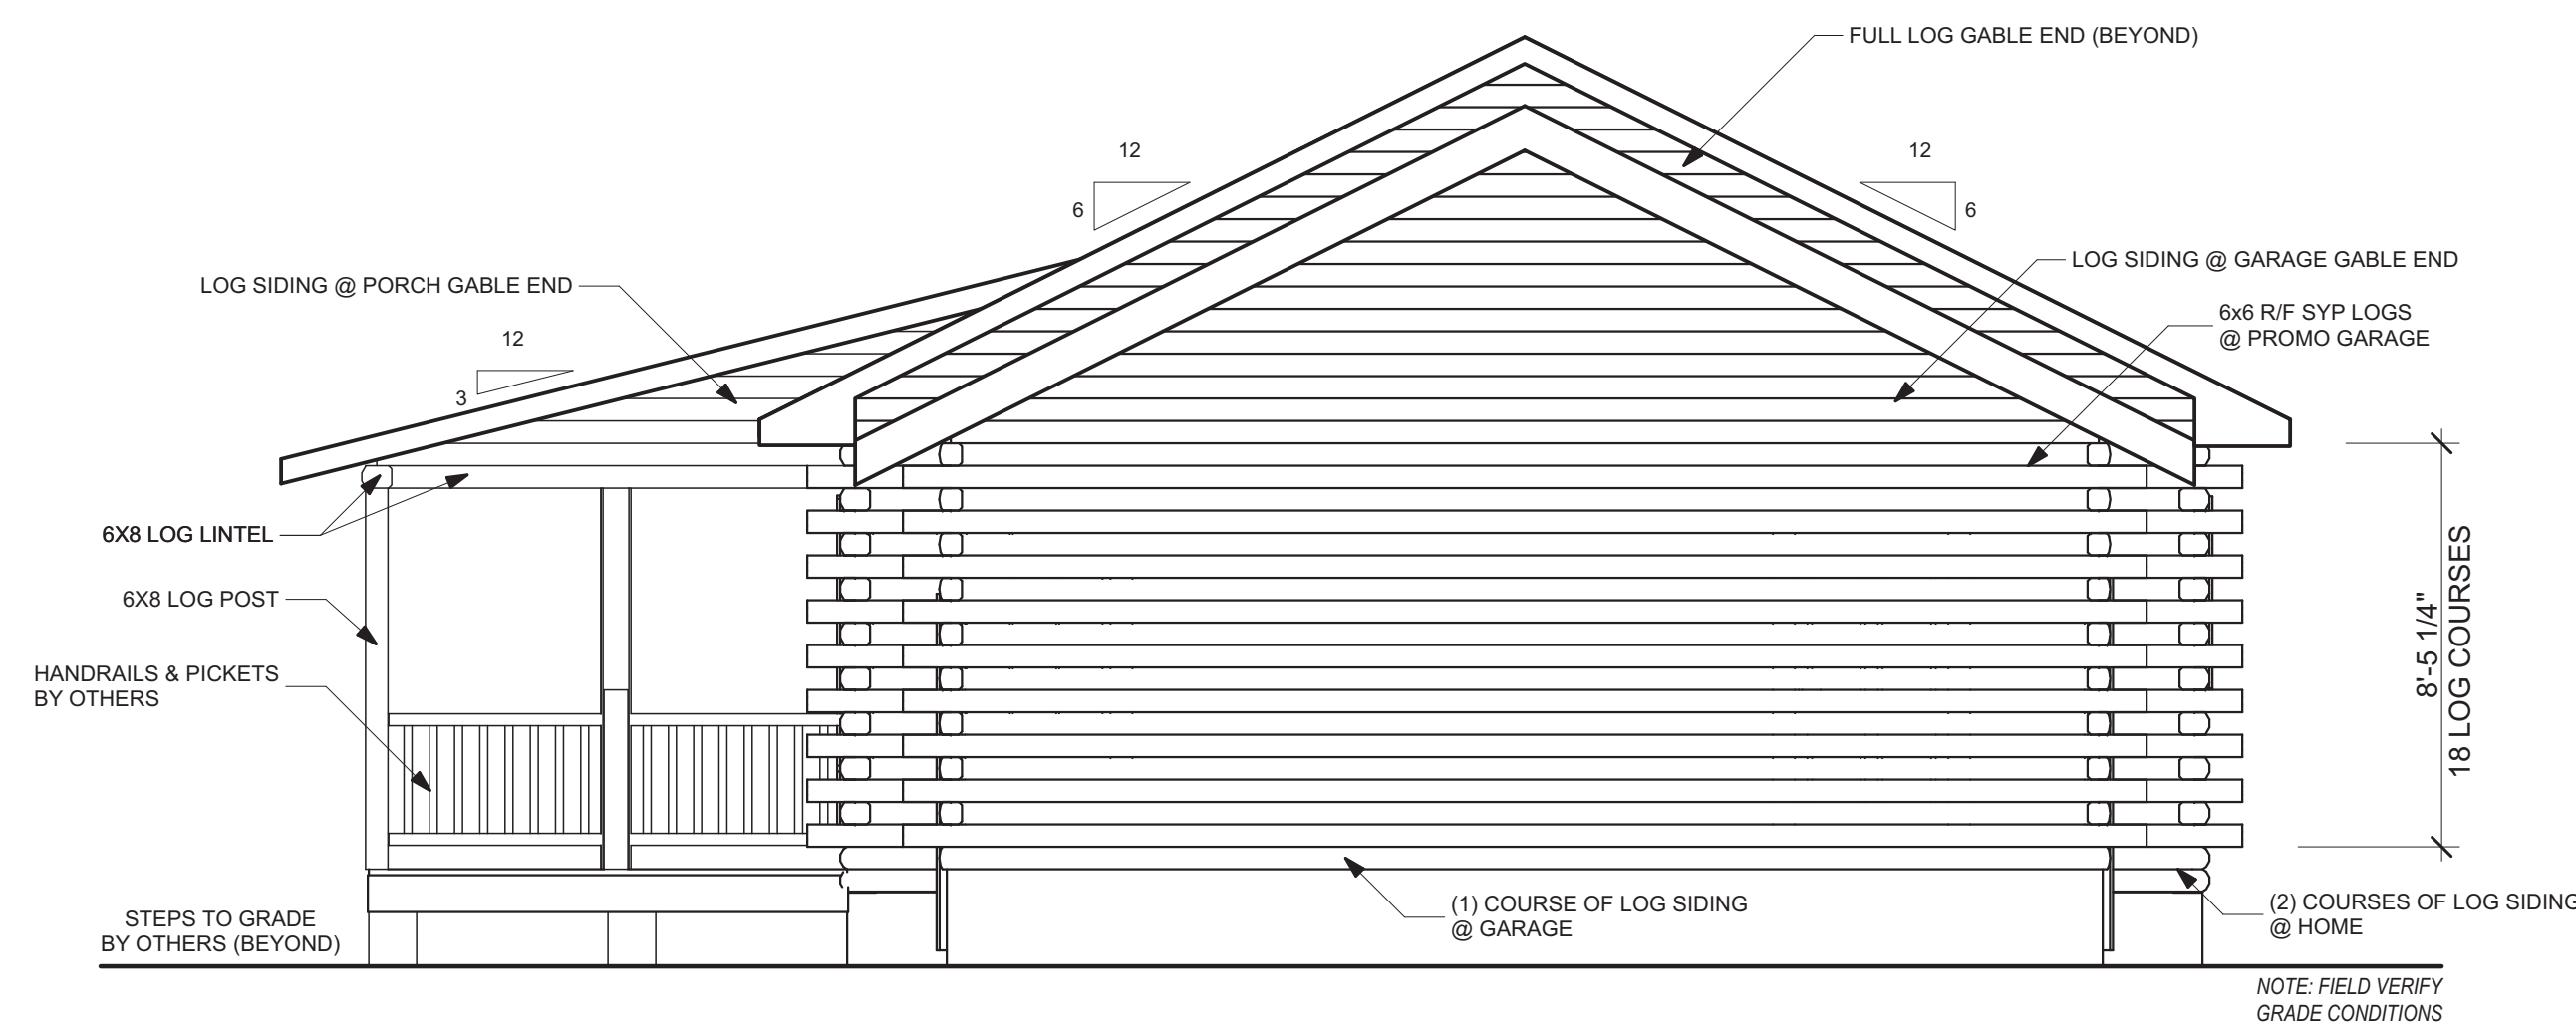 FULL LOG GABLE END (BEYOND)
12
6
12
6
LOG SIDING @ PORCH GABLE END
LOG SIDING @ GARAGE GABLE END
6x6 R/F SYP LOGS
@ PROMO GARAGE
12
3
6X8 LOG LINTEL
6X8 LOG POST
HANDRAILS & PICKETS
BY OTHERS
8'-5 1/4"
18 LOG COURSES
STEPS TO GRADE
BY OTHERS (BEYOND)
(1) COURSE OF LOG SIDING
@ GARAGE
(2) COURSES OF LOG SIDING
@ HOME
NOTE: FIELD VERIFY
GRADE CONDITIONS